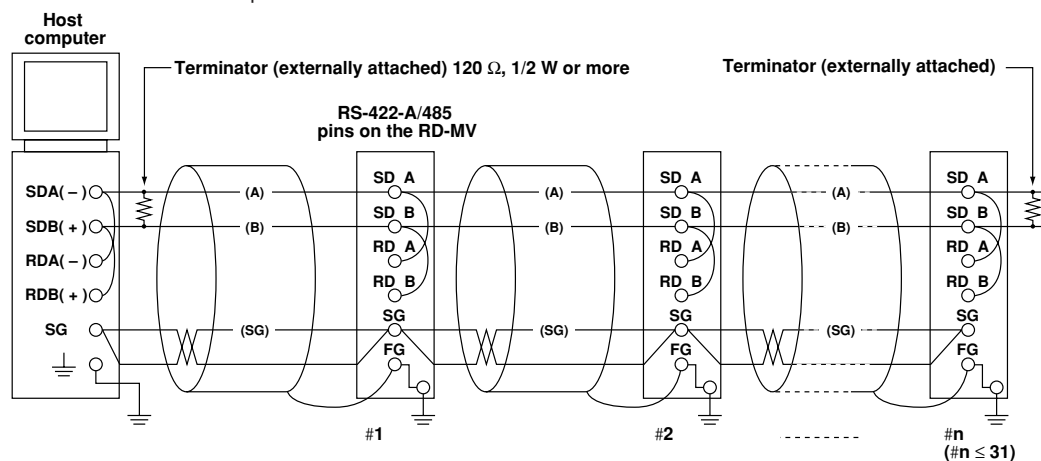 Host
computer
Terminator (externally attached) 120 Ω, 1/2 W or more
Terminator (externally attached)
RS-422-A/485
pins on the RD-MV
SDA( – )
SDB( + )
RDA( – )
RDB( + )
SG
(A)
(B)
(SG)
SD A
SD B
RD A
RD B
SG
FG
#1
(A)
(B)
(SG)
SD A
SD B
RD A
RD B
SG
FG
#2
(A)
(B)
(SG)
SD A
SD B
RD A
RD B
SG
FG
#n
(#n ≤ 31)